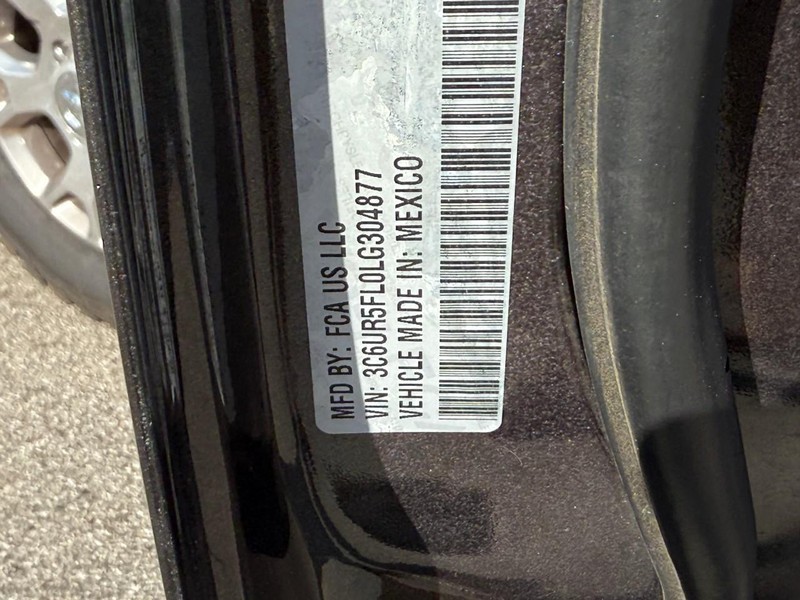 MFD BY: FCA US LLC
VIN: 3C6UR5FL0LG304877
VEHICLE MADE IN: MEXICO